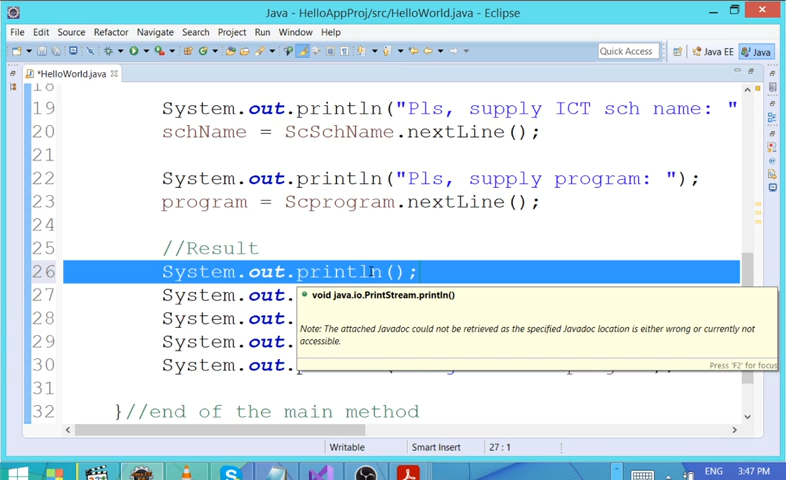 Java - HelloAppProj/src/HelloWorld.java - Eclipse
File Edit Source Refactor Navigate Search Project Run Window Help
Quick Access Java EE Java
*HelloWorld.java
18
19 System.out.println("Pls, supply ICT sch name: "
20 schName = ScSchName.nextLine();
21
22 System.out.println("Pls, supply program: ");
23 program = Scprogram.nextLine();
24
25 //Result
26 System.out.println();
27 System.out.
void java.io.PrintStream.println()
28 System.out.
Note: The attached Javadoc could not be retrieved as the specified Javadoc location is either wrong or currently not
29 System.out.
accessible.
30 System.out.
Press 'F2' for focus
31
32 }//end of the main method
Writable Smart Insert 27 : 1
ENG 3:47 PM